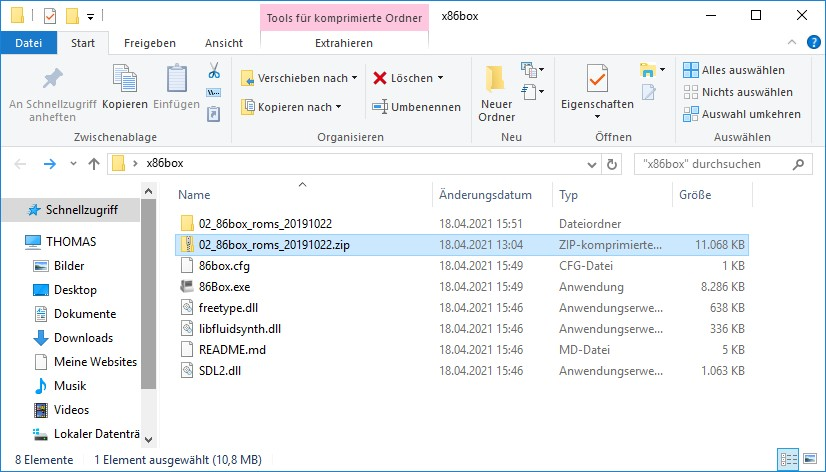 Tools für komprimierte Ordner x86box
Datei Start Freigeben Ansicht Extrahieren
An Schnellzugriff anheften
Kopieren
Einfügen
Zwischenablage
Verschieben nach
Kopieren nach
Löschen
Umbenennen
Organisieren
Neuer Ordner
Neu
Eigenschaften
Öffnen
Alles auswählen
Nichts auswählen
Auswahl umkehren
Auswählen
x86box
"x86box" durchsuchen
Schnellzugriff
THOMAS
Bilder
Desktop
Dokumente
Downloads
Meine Websites
Musik
Videos
Lokaler Datenträ
Name Änderungsdatum Typ Größe
02_86box_roms_20191022 18.04.2021 15:51 Dateiordner
02_86box_roms_20191022.zip 18.04.2021 13:04 ZIP-komprimierte... 11.068 KB
86box.cfg 18.04.2021 15:49 CFG-Datei 1 KB
86Box.exe 18.04.2021 15:49 Anwendung 8.286 KB
freetype.dll 18.04.2021 15:46 Anwendungserwe... 638 KB
libfluidsynth.dll 18.04.2021 15:46 Anwendungserwe... 336 KB
README.md 18.04.2021 15:46 MD-Datei 5 KB
SDL2.dll 18.04.2021 15:46 Anwendungserwe... 1.063 KB
8 Elemente 1 Element ausgewählt (10,8 MB)